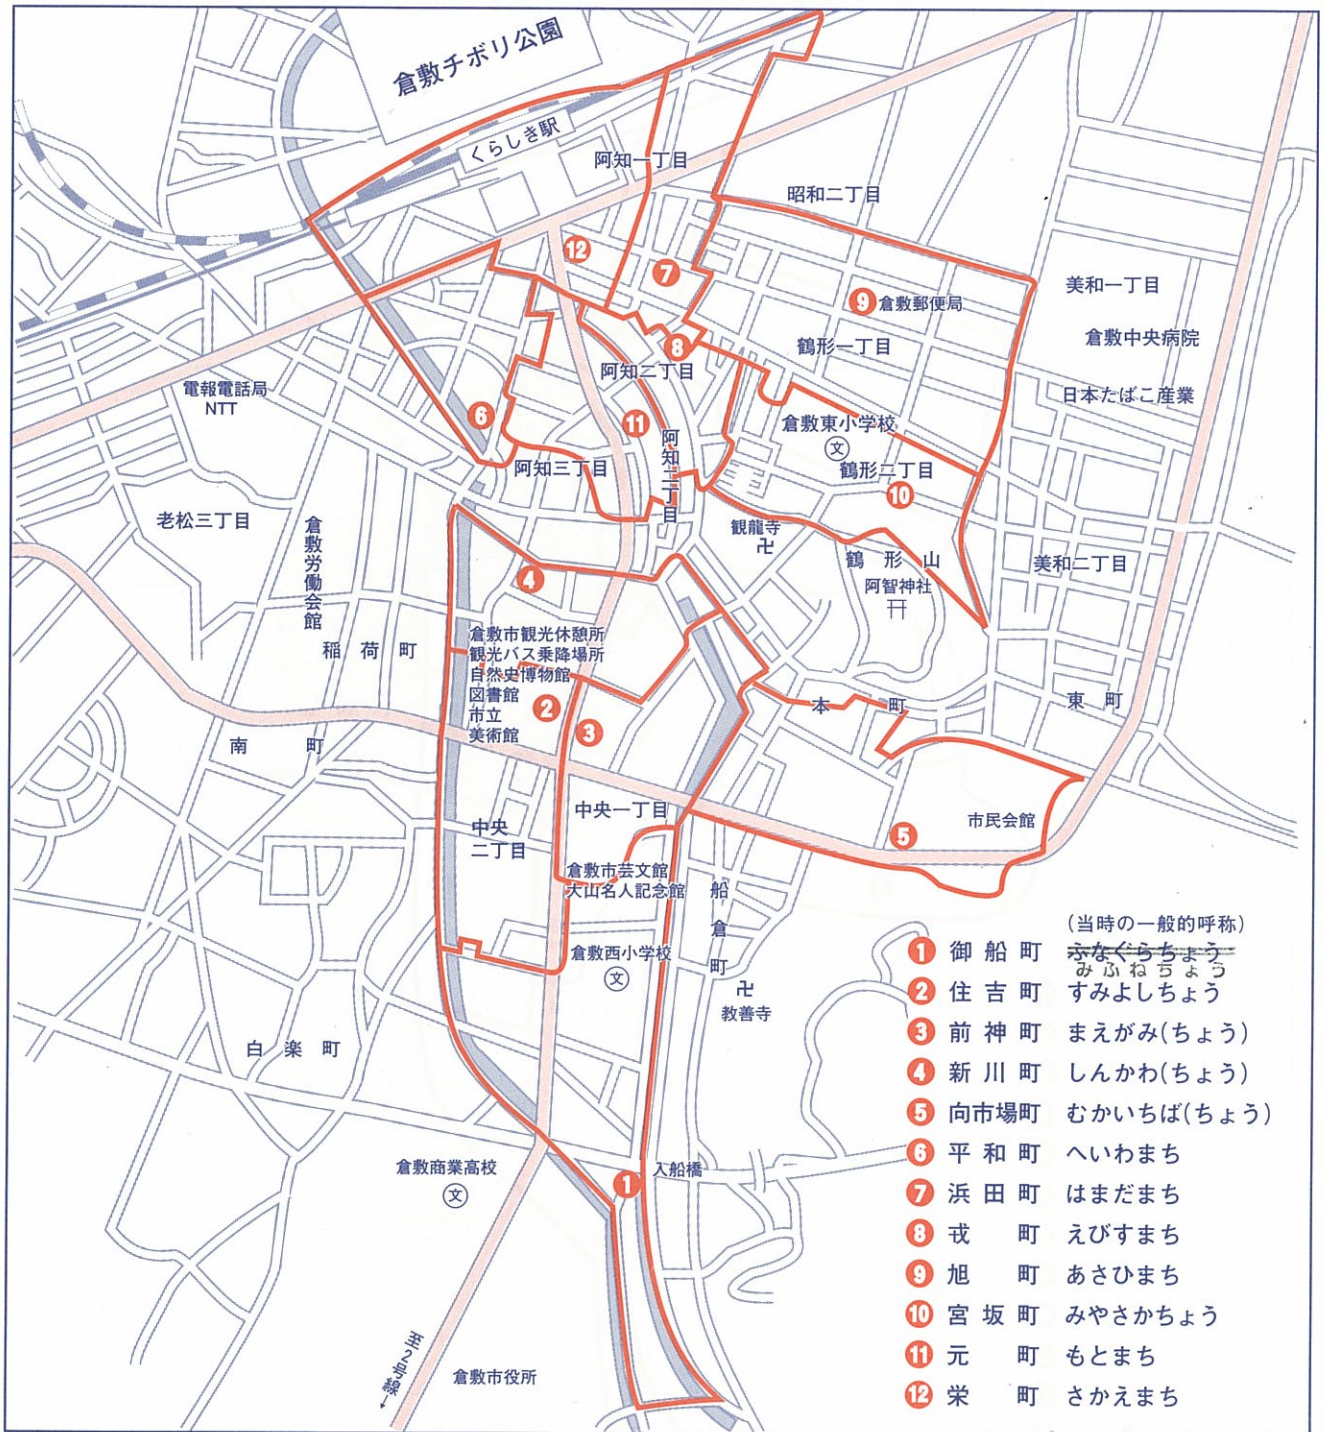 倉敷チボリ公園
くらしき駅
阿知一丁目
昭和二丁目
⑫
⑦
美和一丁目
⑨ 倉敷郵便局
倉敷中央病院
鶴形一丁目
⑧
阿知二丁目
電報電話局
NTT
日本たばこ産業
⑥
⑪
倉敷東小学校
文
阿知二丁目
阿知三丁目
鶴形二丁目
⑩
老松三丁目
倉敷労働会館
観龍寺
卍
鶴形山
阿智神社
美和二丁目
④
稲荷町
倉敷市観光休憩所
観光バス乗降場所
自然史博物館
図書館
市立
美術館
②
③
本町
東町
南町
中央一丁目
中央
二丁目
市民会館
⑤
倉敷市芸文館
大山名人記念館
船倉町
倉敷西小学校
文
卍
教善寺
白楽町
倉敷商業高校
文
入船橋
①
至2号線→
倉敷市役所
(当時の一般的呼称)
① 御船町 ふなぐらちょう
みふねちょう
② 住吉町 すみよしちょう
③ 前神町 まえがみ(ちょう)
④ 新川町 しんかわ(ちょう)
⑤ 向市場町 むかいちば(ちょう)
⑥ 平和町 へいわまち
⑦ 浜田町 はまだまち
⑧ 戎町 えびすまち
⑨ 旭町 あさひまち
⑩ 宮坂町 みやさかちょう
⑪ 元町 もとまち
⑫ 栄町 さかえまち